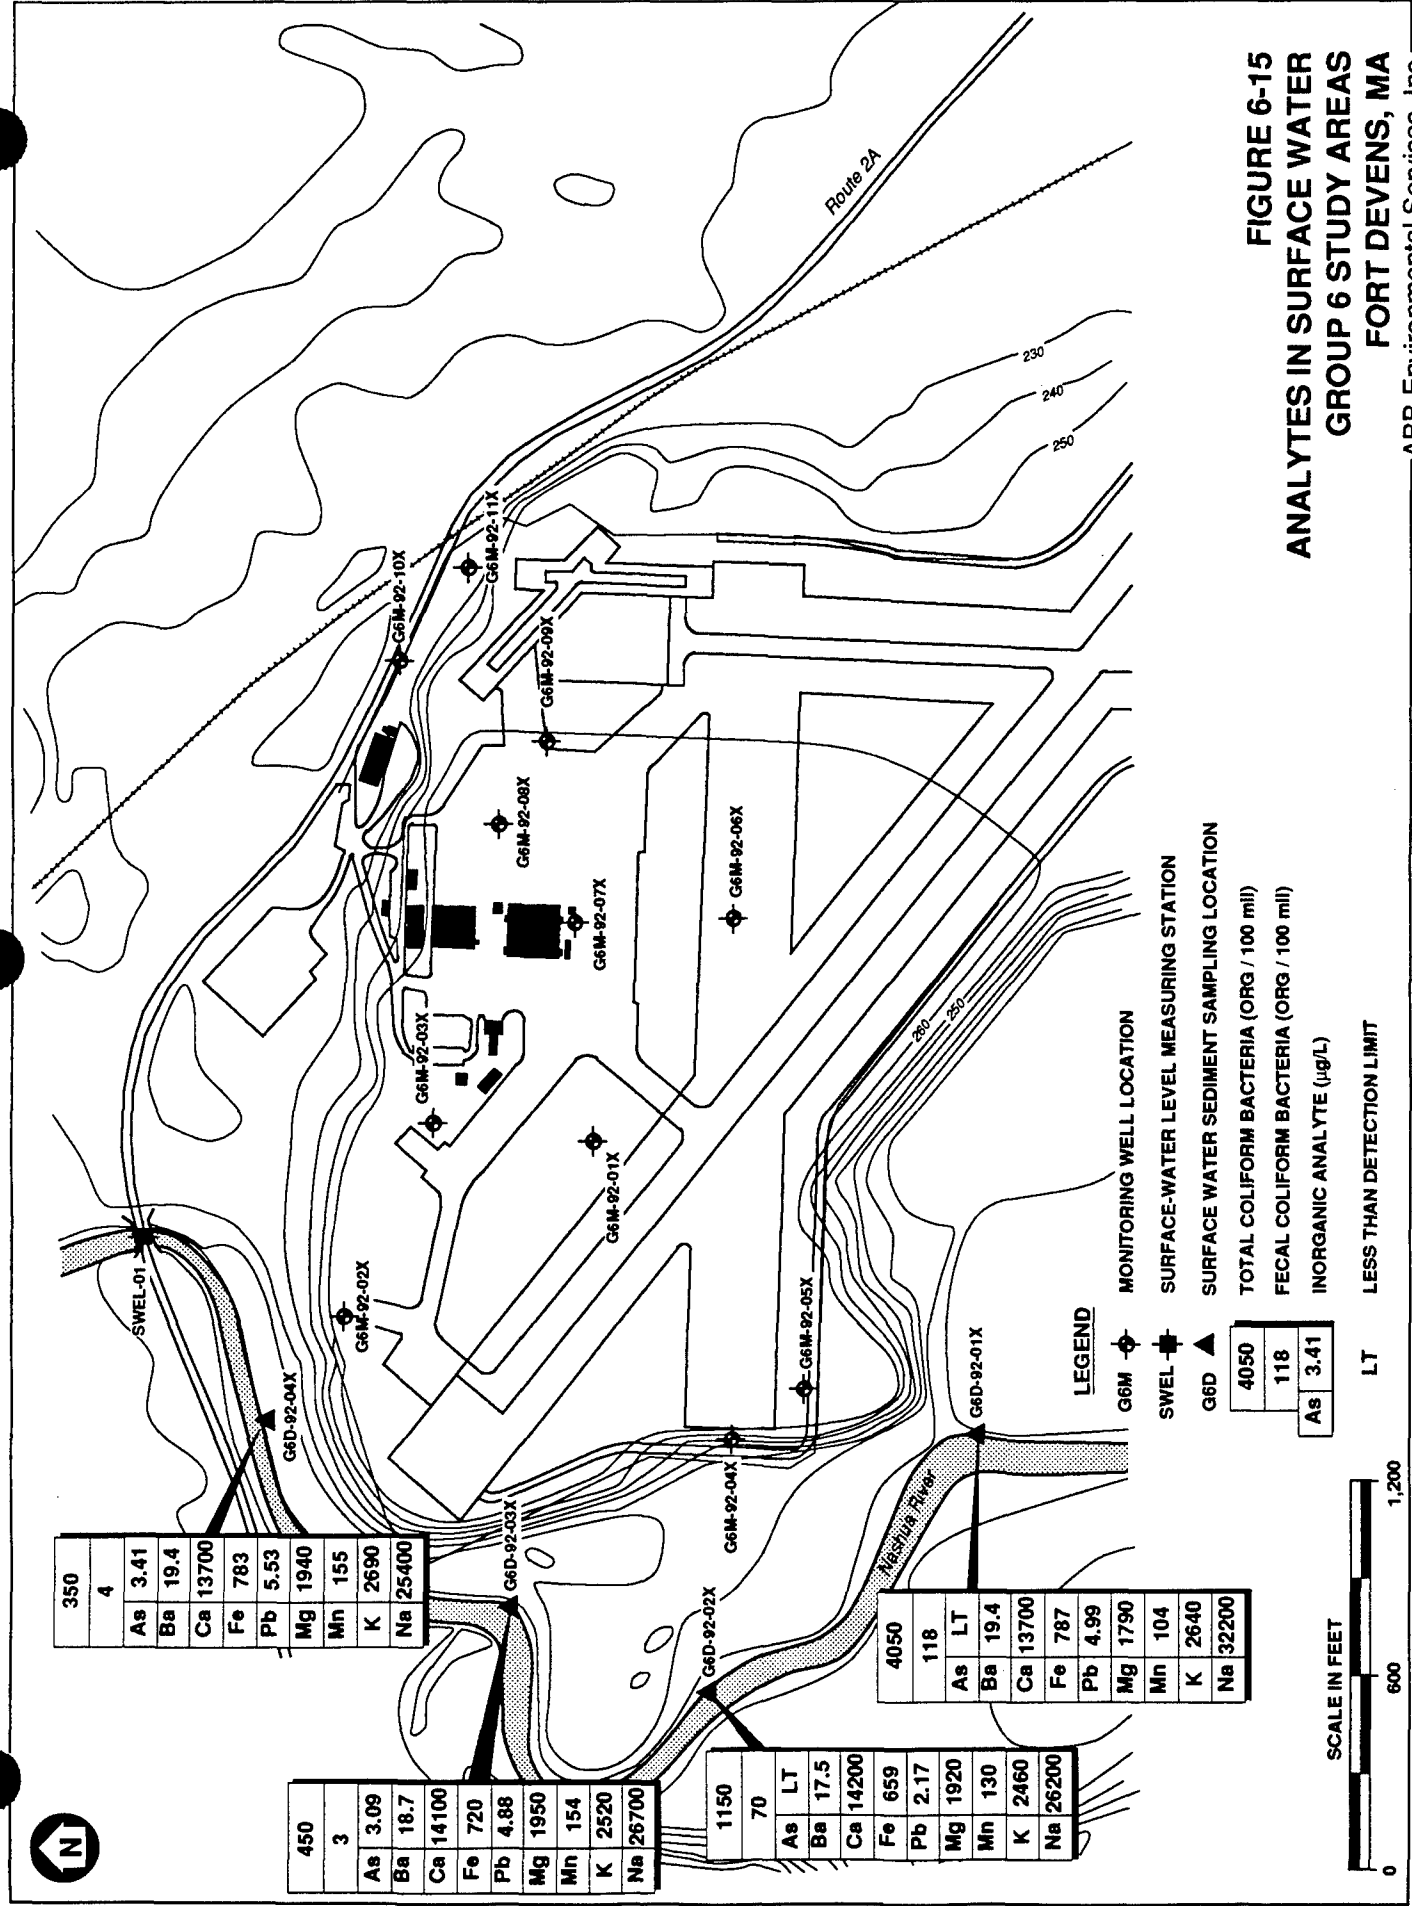 N
350
4
As 3.41
Ba 19.4
Ca 13700
Fe 783
Pb 5.53
Mg 1940
Mn 155
K 2690
Na 25400
450
3
As 3.09
Ba 18.7
Ca 14100
Fe 720
Pb 4.88
Mg 1950
Mn 154
K 2520
Na 26700
1150
70
As LT
Ba 17.5
Ca 14200
Fe 659
Pb 2.17
Mg 1920
Mn 130
K 2460
Na 26200
4050
118
As LT
Ba 19.4
Ca 13700
Fe 787
Pb 4.99
Mg 1790
Mn 104
K 2640
Na 32200
SWEL-01
G6D-92-04X
G6D-92-03X
G6D-92-02X
G6D-92-01X
Nashua River
G6M-92-02X
G6M-92-03X
G6M-92-01X
G6M-92-04X
G6M-92-05X
G6M-92-07X
G6M-92-08X
G6M-92-06X
G6M-92-09X
G6M-92-10X
G6M-92-11X
Route 2A
260
250
230
240
250
LEGEND
G6M MONITORING WELL LOCATION
SWEL SURFACE-WATER LEVEL MEASURING STATION
G6D SURFACE WATER SEDIMENT SAMPLING LOCATION
4050 TOTAL COLIFORM BACTERIA (ORG / 100 mil)
118 FECAL COLIFORM BACTERIA (ORG / 100 mil)
As 3.41 INORGANIC ANALYTE (µg/L)
LT LESS THAN DETECTION LIMIT
SCALE IN FEET
0 600 1,200
FIGURE 6-15
ANALYTES IN SURFACE WATER
GROUP 6 STUDY AREAS
FORT DEVENS, MA
ABB Environmental Services, Inc.